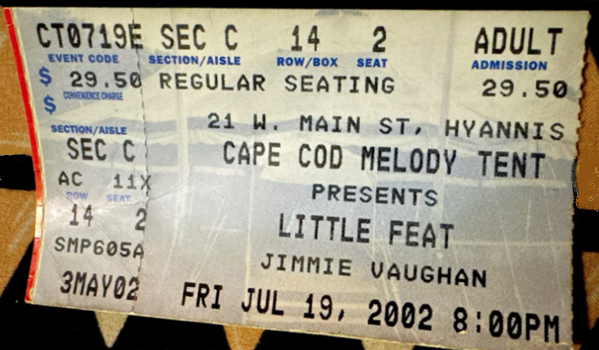 CT0719E SEC C 14 2 ADULT
EVENT CODE SECTION/AISLE ROW/BOX SEAT ADMISSION
$ 29.50 REGULAR SEATING 29.50
CONVENIENCE CHARGE
$
21 W. MAIN ST, HYANNIS
SECTION/AISLE
SEC C CAPE COD MELODY TENT
AC 11X PRESENTS
ROW SEAT
14 2 LITTLE FEAT
SMP605A JIMMIE VAUGHAN
3MAY02 FRI JUL 19, 2002 8:00PM